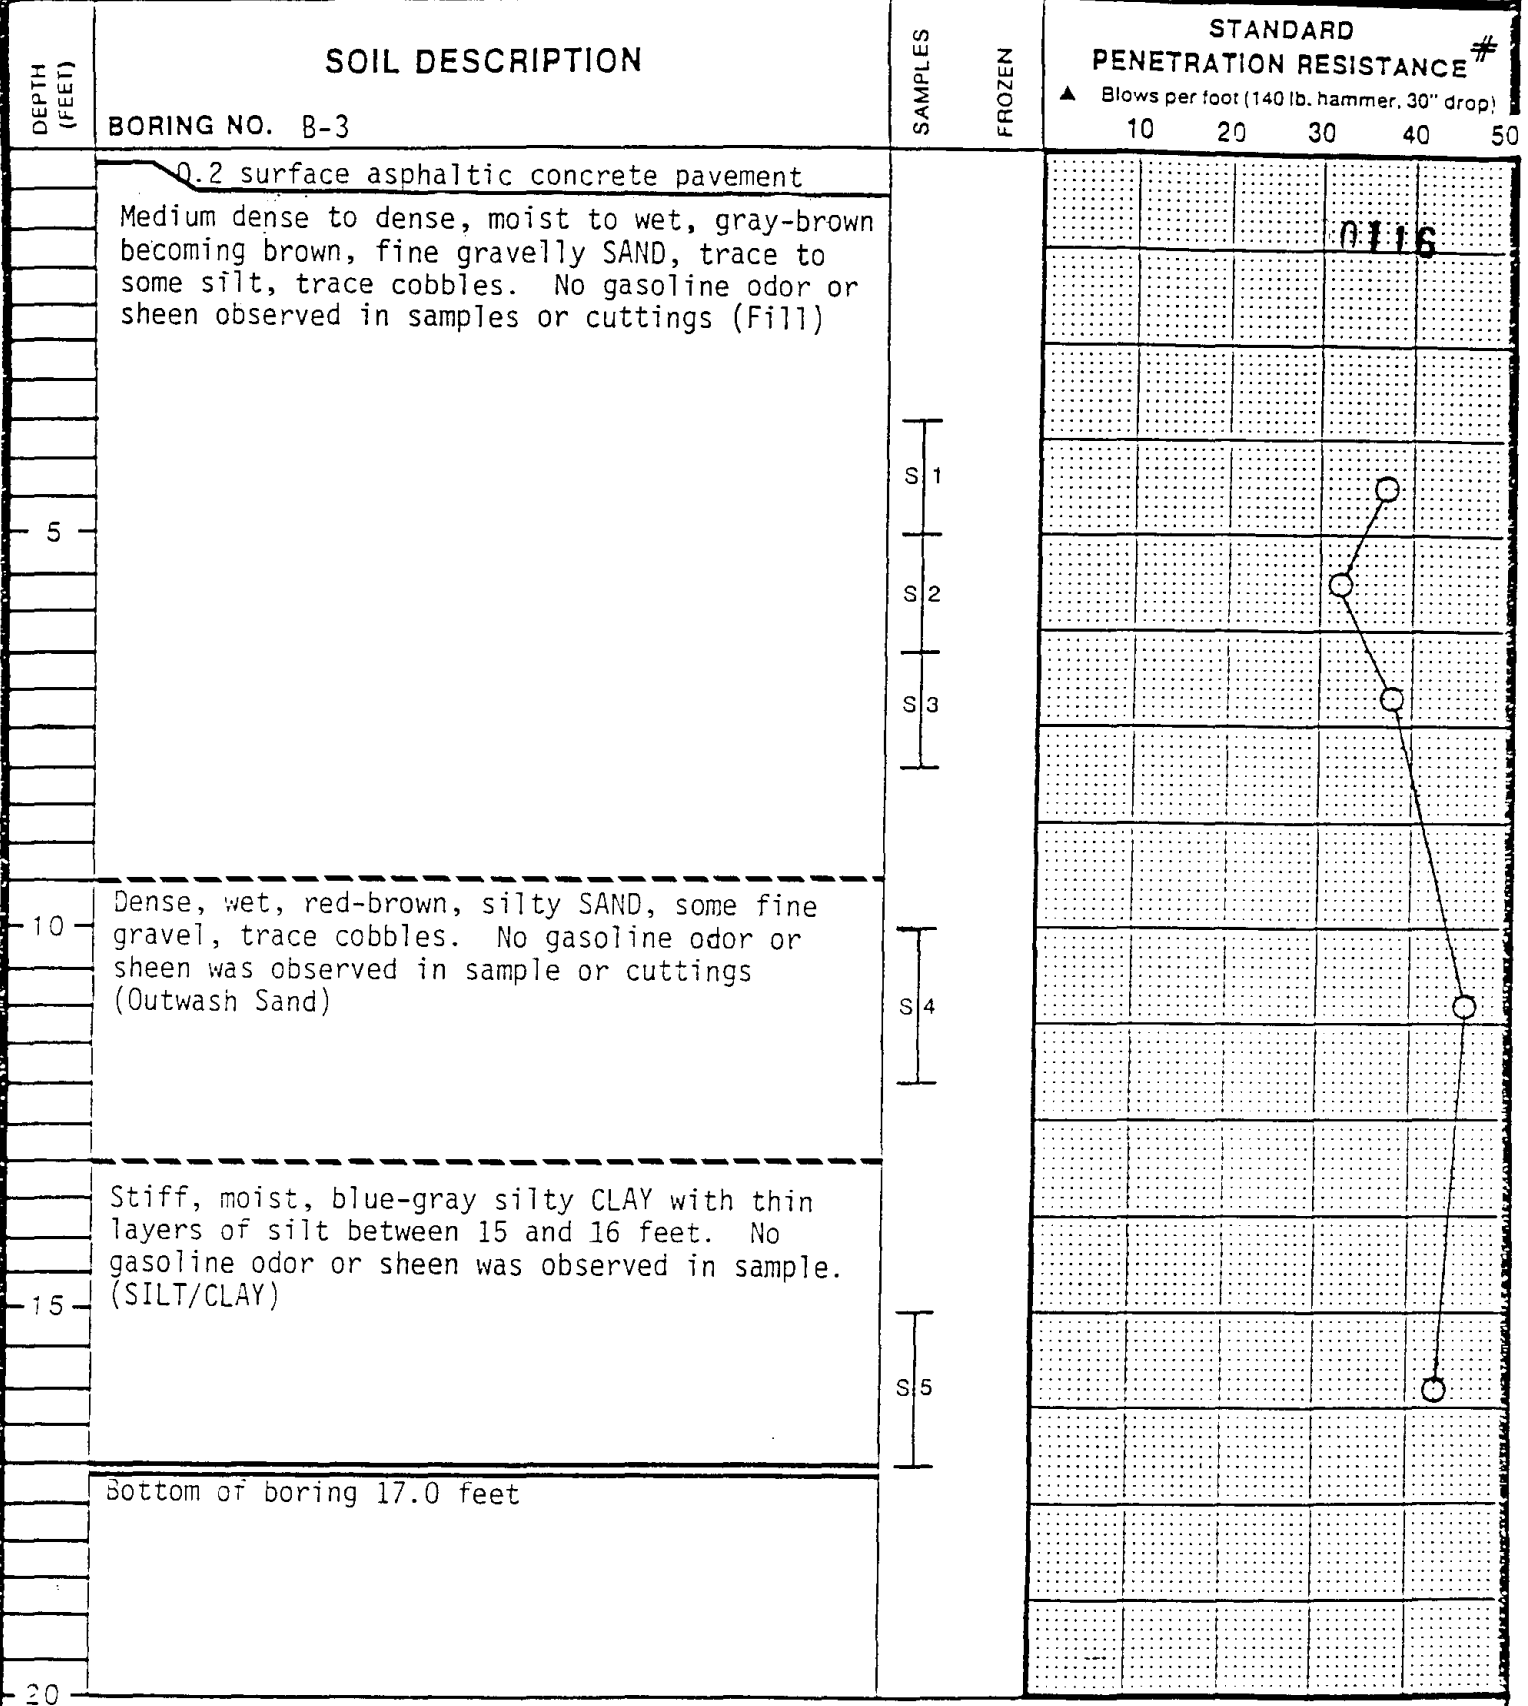 DEPTH (FEET)
SOIL DESCRIPTION
BORING NO. B-3
SAMPLES
FROZEN
STANDARD
PENETRATION RESISTANCE #
▲ Blows per foot (140 lb. hammer, 30" drop)
10 20 30 40 50
0.2 surface asphaltic concrete pavement
Medium dense to dense, moist to wet, gray-brown
becoming brown, fine gravelly SAND, trace to
some silt, trace cobbles. No gasoline odor or
sheen observed in samples or cuttings (Fill)
0116
S 1
5
S 2
S 3
Dense, wet, red-brown, silty SAND, some fine
10
gravel, trace cobbles. No gasoline odor or
sheen was observed in sample or cuttings
(Outwash Sand)
S 4
Stiff, moist, blue-gray silty CLAY with thin
layers of silt between 15 and 16 feet. No
gasoline odor or sheen was observed in sample.
(SILT/CLAY)
15
S 5
Bottom of boring 17.0 feet
20